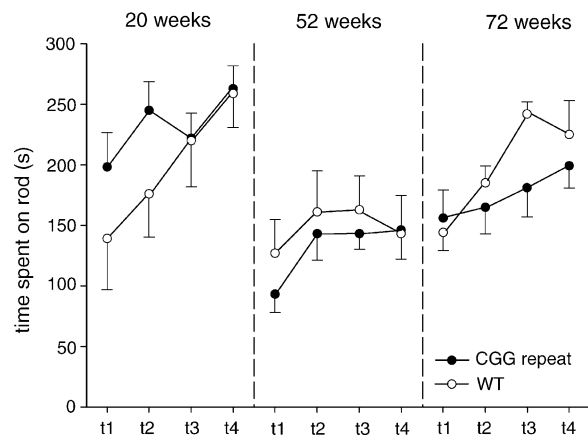 20 weeks 52 weeks 72 weeks
time spent on rod (s)
300
250
200
150
100
50
0
CGG repeat
WT
t1 t2 t3 t4 t1 t2 t3 t4 t1 t2 t3 t4